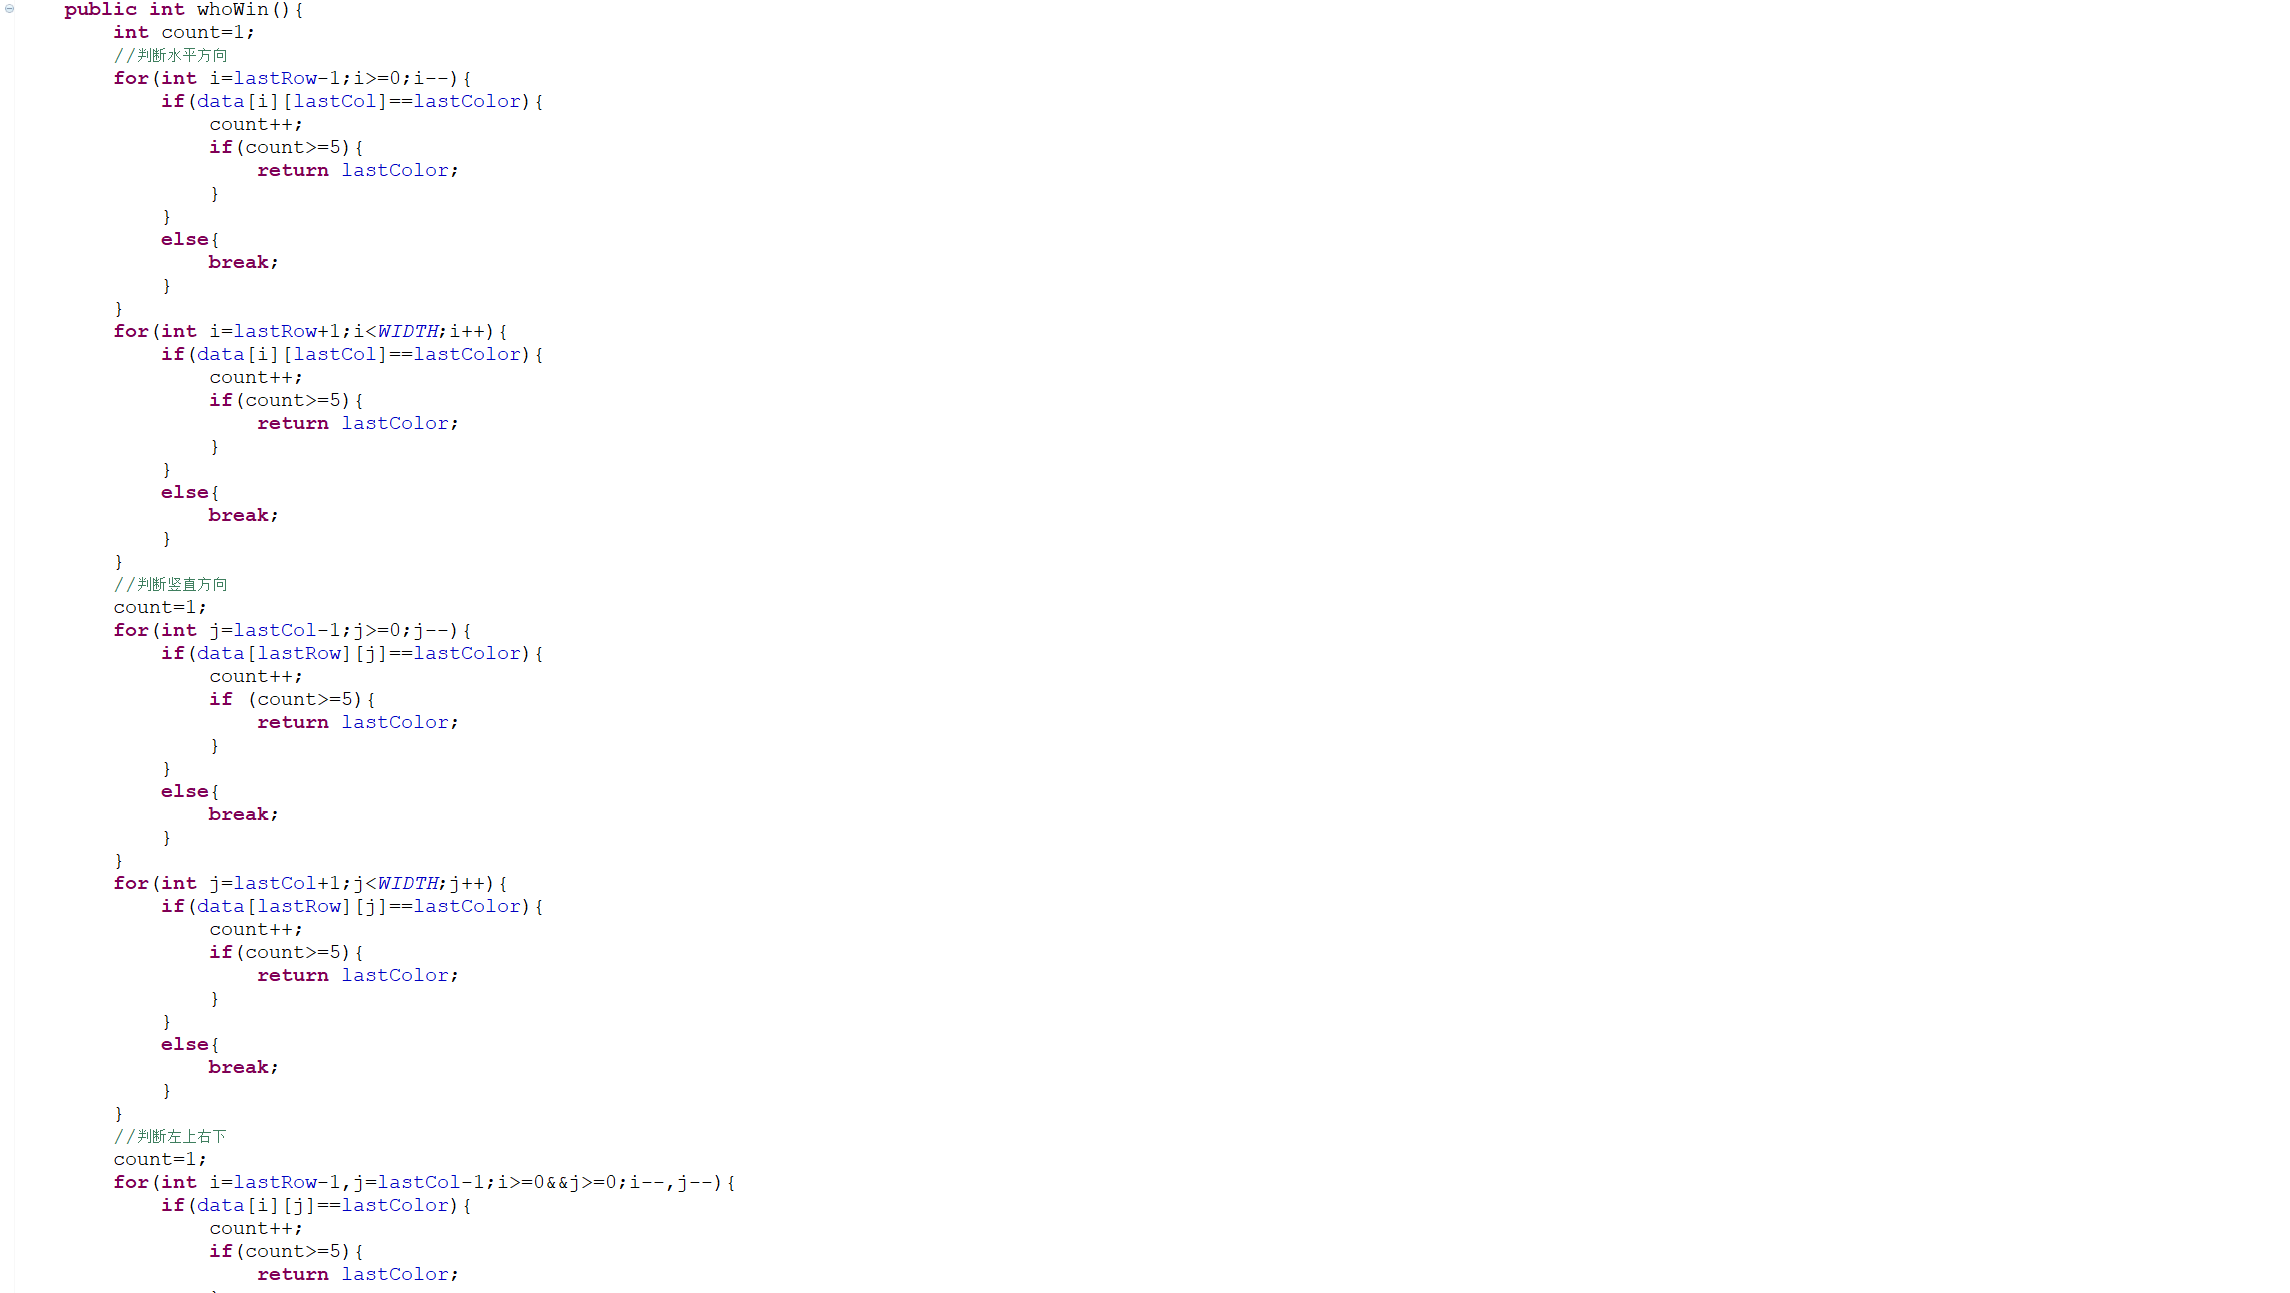 public int whoWin(){
int count=1;
//判断水平方向
for(int i=lastRow-1;i>=0;i--){
if(data[i][lastCol]==lastColor){
count++;
if(count>=5){
return lastColor;
}
}
else{
break;
}
}
for(int i=lastRow+1;i<WIDTH;i++){
if(data[i][lastCol]==lastColor){
count++;
if(count>=5){
return lastColor;
}
}
else{
break;
}
}
//判断竖直方向
count=1;
for(int j=lastCol-1;j>=0;j--){
if(data[lastRow][j]==lastColor){
count++;
if (count>=5){
return lastColor;
}
}
else{
break;
}
}
for(int j=lastCol+1;j<WIDTH;j++){
if(data[lastRow][j]==lastColor){
count++;
if(count>=5){
return lastColor;
}
}
else{
break;
}
}
//判断左上右下
count=1;
for(int i=lastRow-1,j=lastCol-1;i>=0&&j>=0;i--,j--){
if(data[i][j]==lastColor){
count++;
if(count>=5){
return lastColor;